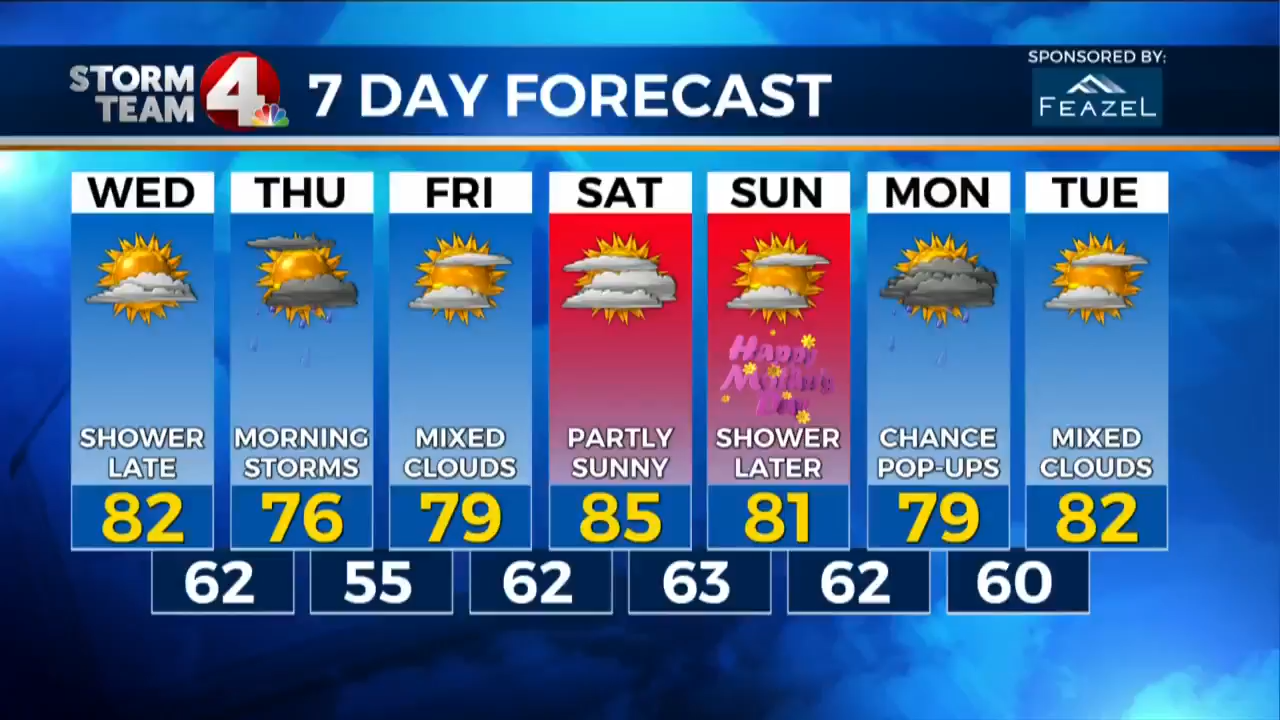 STORM TEAM 4 7 DAY FORECAST
SPONSORED BY:
FEAZEL
WED THU FRI SAT SUN MON TUE
Happy
Mother's
Day
SHOWER LATE
MORNING STORMS
MIXED CLOUDS
PARTLY SUNNY
SHOWER LATER
CHANCE POP-UPS
MIXED CLOUDS
82 76 79 85 81 79 82
62 55 62 63 62 60